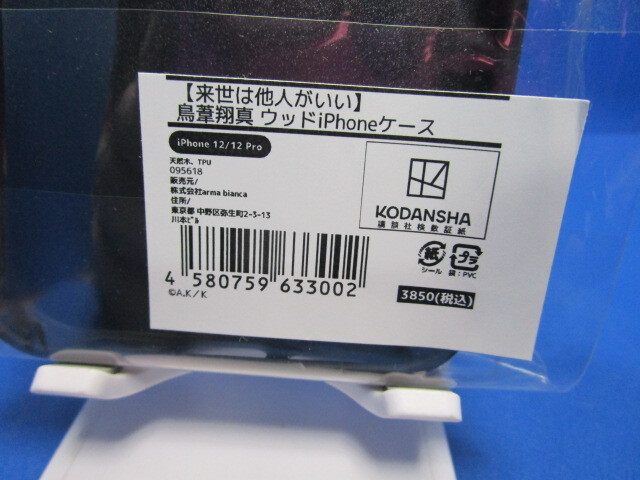 【来世は他人がいい】
鳥葦翔真 ウッドiPhoneケース
iPhone 12/12 Pro
天然木、TPU
095618
販売元/
株式会社arma bianca
住所/
東京都 中野区弥生町2-3-13
川本ビル
KODANSHA
講談社検数証紙
紙
シール
プラ
袋：PVC
4 580759 633002
3850(税込)
©A.K/K